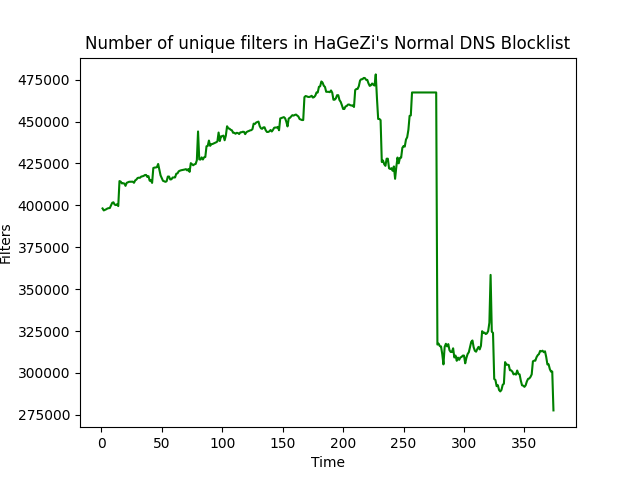 Number of unique filters in HaGeZi's Normal DNS Blocklist
475000
450000
425000
400000
375000
350000
325000
300000
275000
Filters
0 50 100 150 200 250 300 350
Time